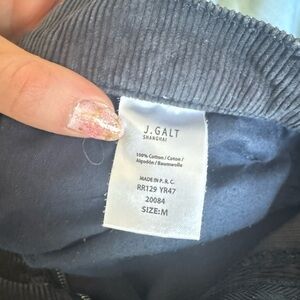 J.GALT
SHANGHAI
100% Cotton / Coton /
Algodón / Baumwolle
MADE IN P. R. C.
RR129 YR47
20084
SIZE:M